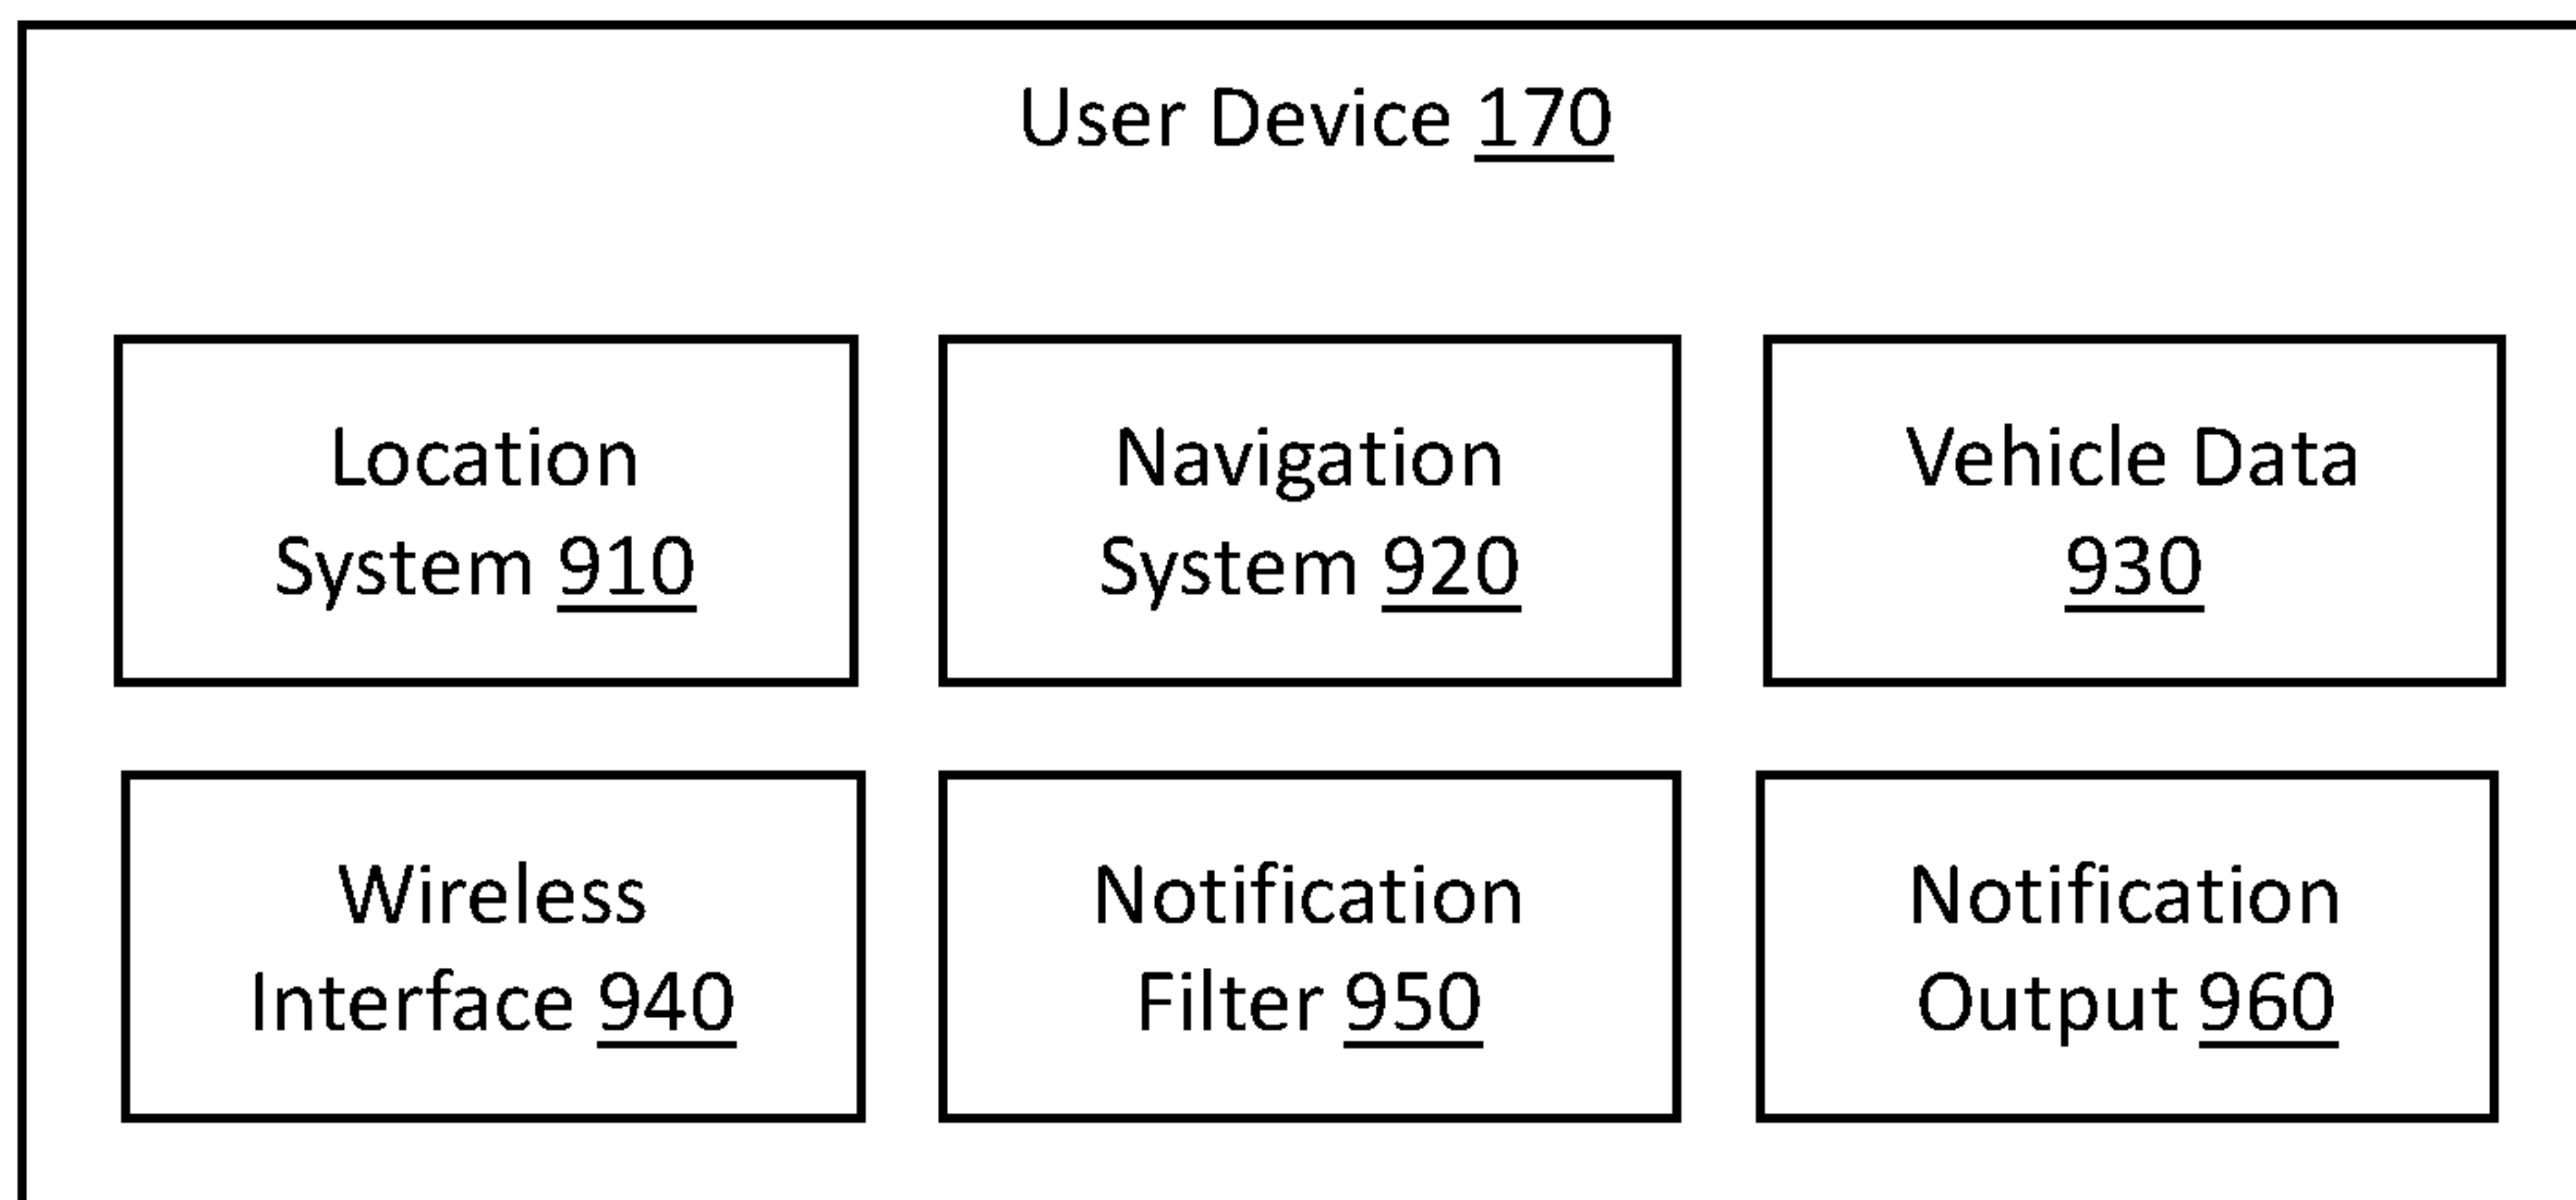 User Device 170
Location
System 910
Navigation
System 920
Vehicle Data
930
Wireless
Interface 940
Notification
Filter 950
Notification
Output 960